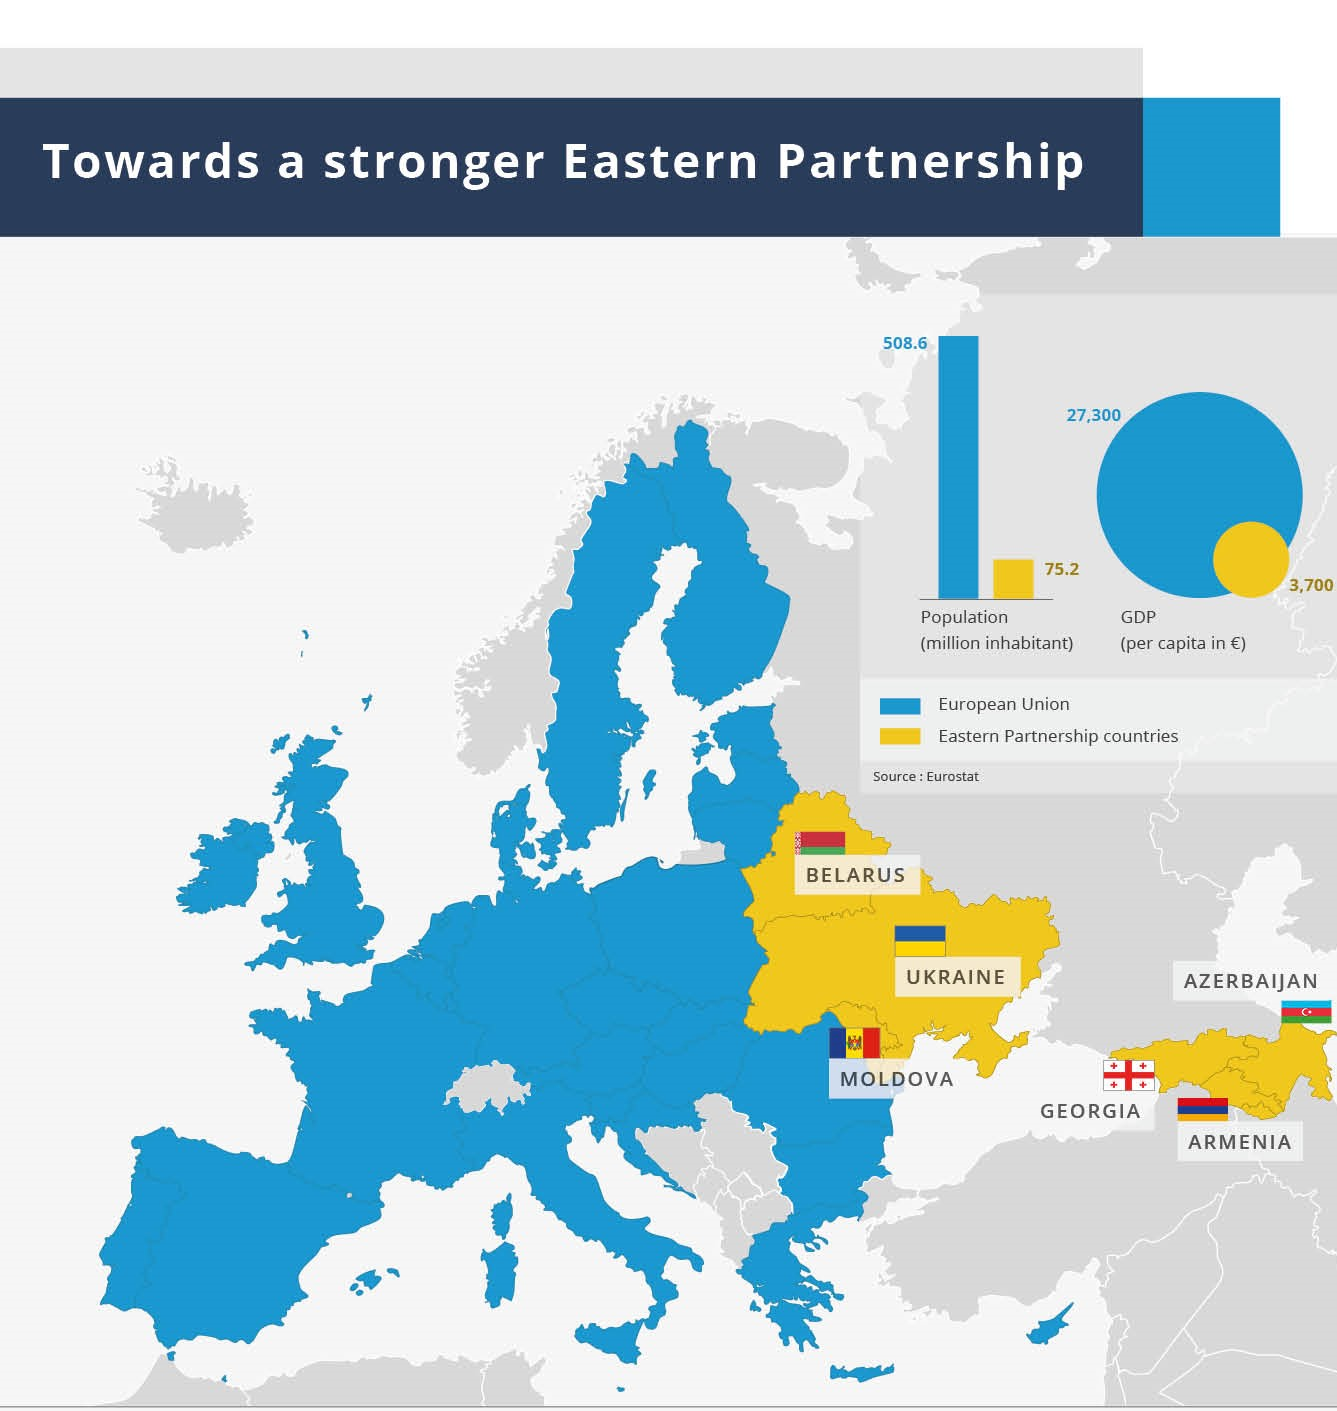 Towards a stronger Eastern Partnership
508.6
27,300
75.2
3,700
Population
(million inhabitant)
GDP
(per capita in €)
European Union
Eastern Partnership countries
Source : Eurostat
BELARUS
UKRAINE
AZERBAIJAN
MOLDOVA
GEORGIA
ARMENIA